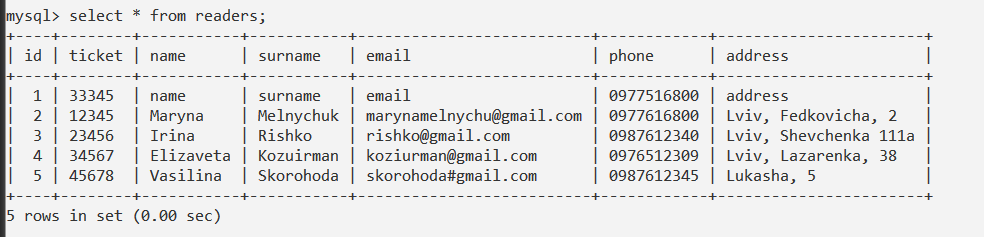 mysql> select * from readers;
+----+--------+-----------+-----------+------------------------+------------+-----------------------+
| id | ticket | name      | surname   | email                  | phone      | address               |
+----+--------+-----------+-----------+------------------------+------------+-----------------------+
|  1 | 33345  | name      | surname   | email                  | 0977516800 | address               |
|  2 | 12345  | Maryna    | Melnychuk | marynamelnychu@gmail.com | 0977616800 | Lviv, Fedkovicha, 2   |
|  3 | 23456  | Irina     | Rishko    | rishko@gmail.com       | 0987612340 | Lviv, Shevchenka 111a |
|  4 | 34567  | Elizaveta | Kozuirman | koziurman@gmail.com    | 0976512309 | Lviv, Lazarenka, 38   |
|  5 | 45678  | Vasilina  | Skorohoda | skorohoda#gmail.com    | 0987612345 | Lukasha, 5            |
+----+--------+-----------+-----------+------------------------+------------+-----------------------+
5 rows in set (0.00 sec)